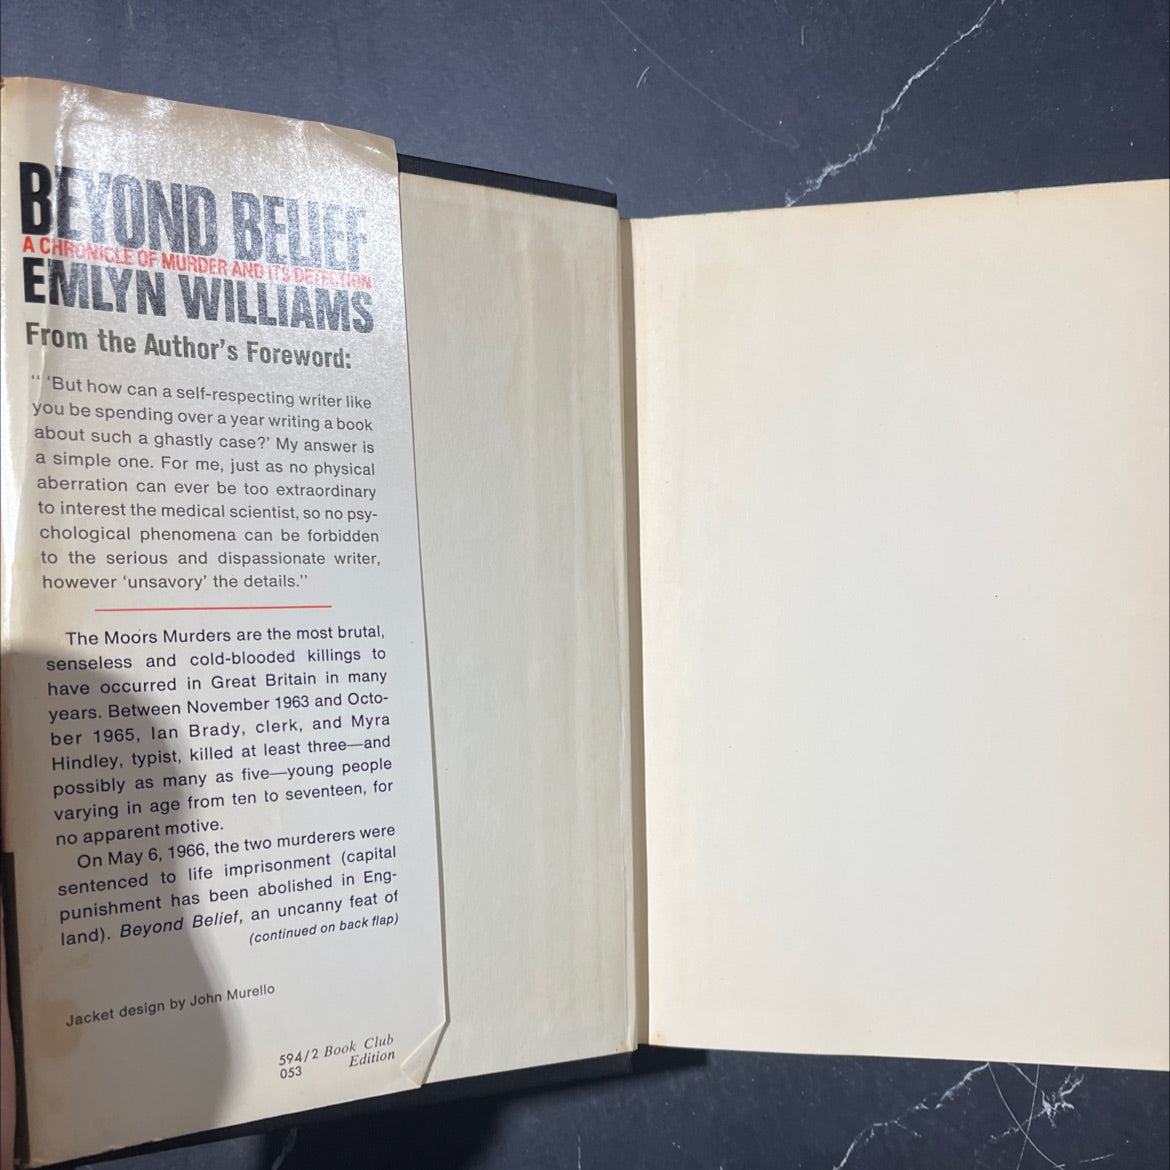 BEYOND BELIEF
A CHRONICLE OF MURDER AND ITS DETECTION
EMLYN WILLIAMS
From the Author's Foreword:
“ ‘But how can a self-respecting writer like
you be spending over a year writing a book
about such a ghastly case?’ My answer is
a simple one. For me, just as no physical
aberration can ever be too extraordinary
to interest the medical scientist, so no psy-
chological phenomena can be forbidden
to the serious and dispassionate writer,
however ‘unsavory’ the details.”
The Moors Murders are the most brutal,
senseless and cold-blooded killings to
have occurred in Great Britain in many
years. Between November 1963 and Octo-
ber 1965, Ian Brady, clerk, and Myra
Hindley, typist, killed at least three—and
possibly as many as five—young people
varying in age from ten to seventeen, for
no apparent motive.
On May 6, 1966, the two murderers were
sentenced to life imprisonment (capital
punishment has been abolished in Eng-
land). Beyond Belief, an uncanny feat of
(continued on back flap)
Jacket design by John Murello
594/2 Book Club
053 Edition